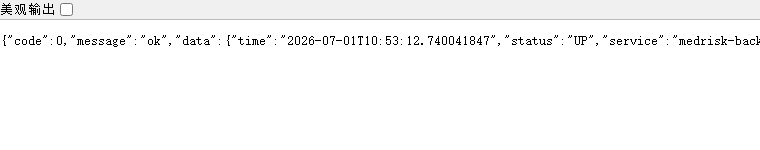 美观输出
{"code":0,"message":"ok","data":{"time":"2026-07-01T10:53:12.740041847","status":"UP","service":"medrisk-back